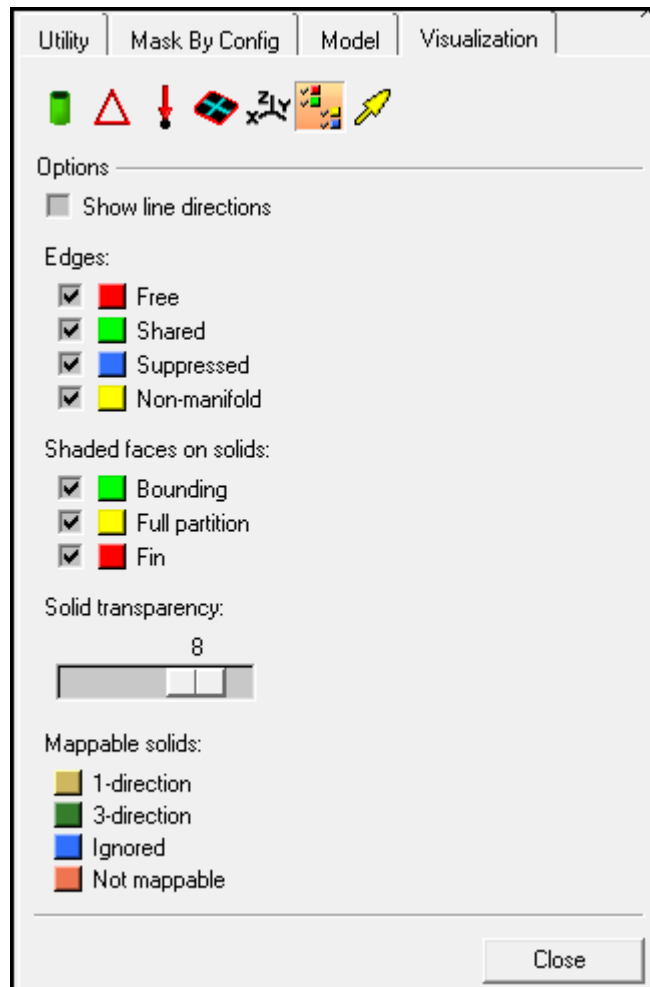 Utility Mask By Config Model Visualization
X Z Y
Options
Show line directions
Edges:
Free
Shared
Suppressed
Non-manifold
Shaded faces on solids:
Bounding
Full partition
Fin
Solid transparency:
8
Mappable solids:
1-direction
3-direction
Ignored
Not mappable
Close